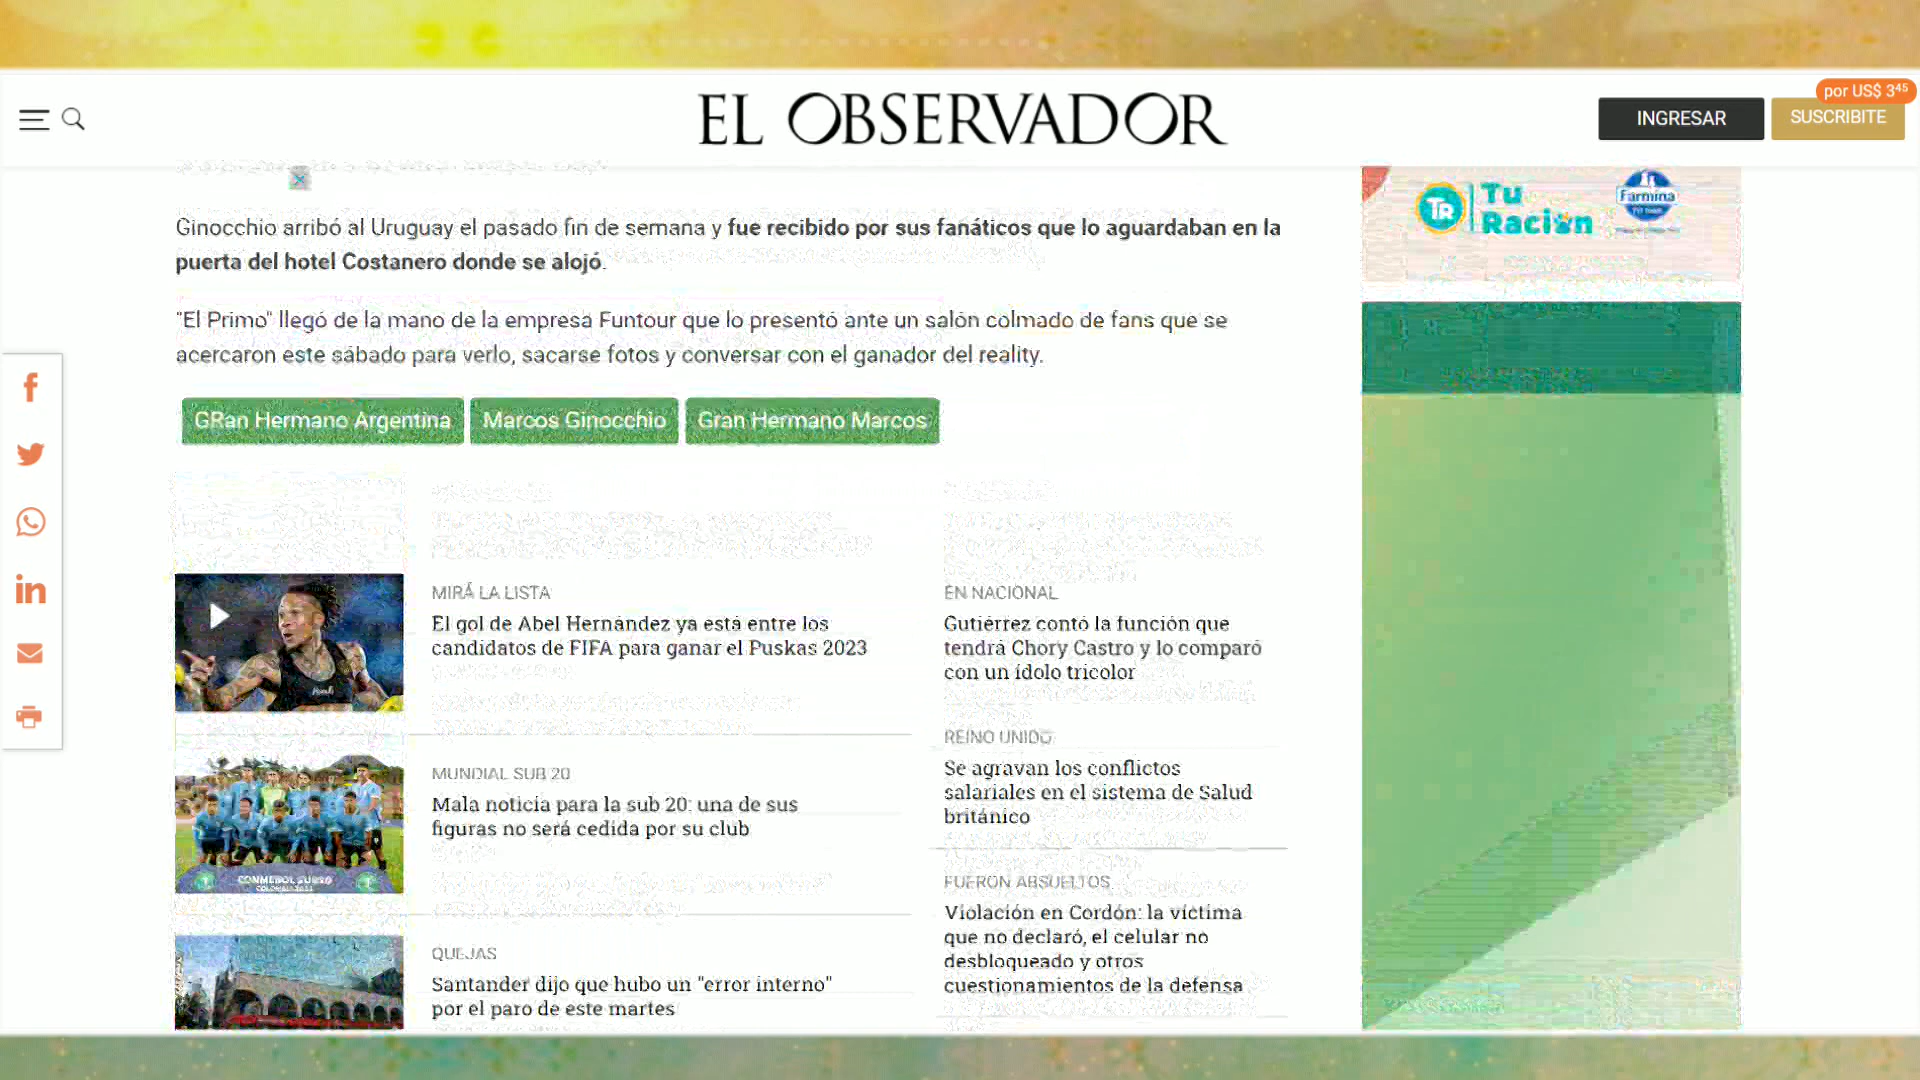 EL OBSERVADOR
INGRESAR
por US$ 3⁴⁵
SUSCRIBITE
Ginocchio arribó al Uruguay el pasado fin de semana y fue recibido por sus fanáticos que lo aguardaban en la
puerta del hotel Costanero donde se alojó.
"El Primo" llegó de la mano de la empresa Funtour que lo presentó ante un salón colmado de fans que se
acercaron este sábado para verlo, sacarse fotos y conversar con el ganador del reality.
GRan Hermano Argentina
Marcos Ginocchio
Gran Hermano Marcos
MIRÁ LA LISTA
El gol de Abel Hernández ya está entre los
candidatos de FIFA para ganar el Puskas 2023
MUNDIAL SUB 20
Mala noticia para la sub 20: una de sus
figuras no será cedida por su club
CONMEBOL SUB20
QUEJAS
Santander dijo que hubo un "error interno"
por el paro de este martes
EN NACIONAL
Gutiérrez contó la función que
tendrá Chory Castro y lo comparó
con un ídolo tricolor
REINO UNIDO
Se agravan los conflictos
salariales en el sistema de Salud
británico
FUERON ABSUELTOS
Violación en Cordón: la víctima
que no declaró, el celular no
desbloqueado y otros
cuestionamientos de la defensa
TR
Tu
Ración
Farmina